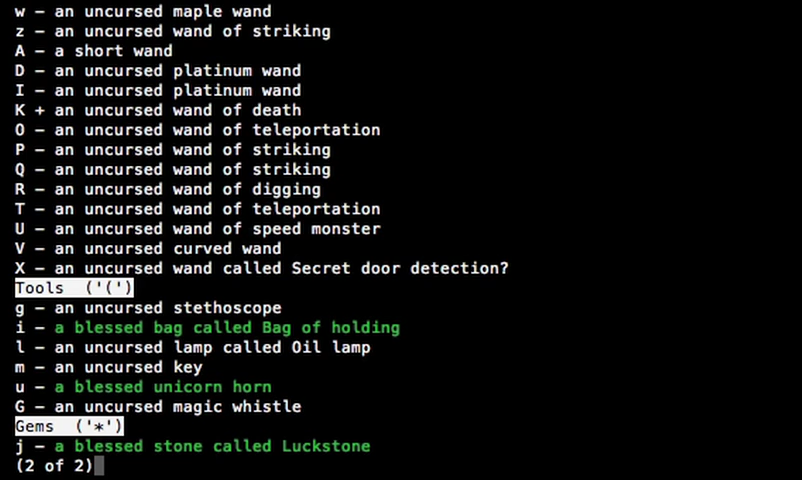 w - an uncursed maple wand
z - an uncursed wand of striking
A - a short wand
D - an uncursed platinum wand
I - an uncursed platinum wand
K + an uncursed wand of death
O - an uncursed wand of teleportation
P - an uncursed wand of striking
Q - an uncursed wand of striking
R - an uncursed wand of digging
T - an uncursed wand of teleportation
U - an uncursed wand of speed monster
V - an uncursed curved wand
X - an uncursed wand called Secret door detection?
Tools  ('(')
g - an uncursed stethoscope
i - a blessed bag called Bag of holding
l - an uncursed lamp called Oil lamp
m - an uncursed key
u - a blessed unicorn horn
G - an uncursed magic whistle
Gems  ('*')
j - a blessed stone called Luckstone
(2 of 2)